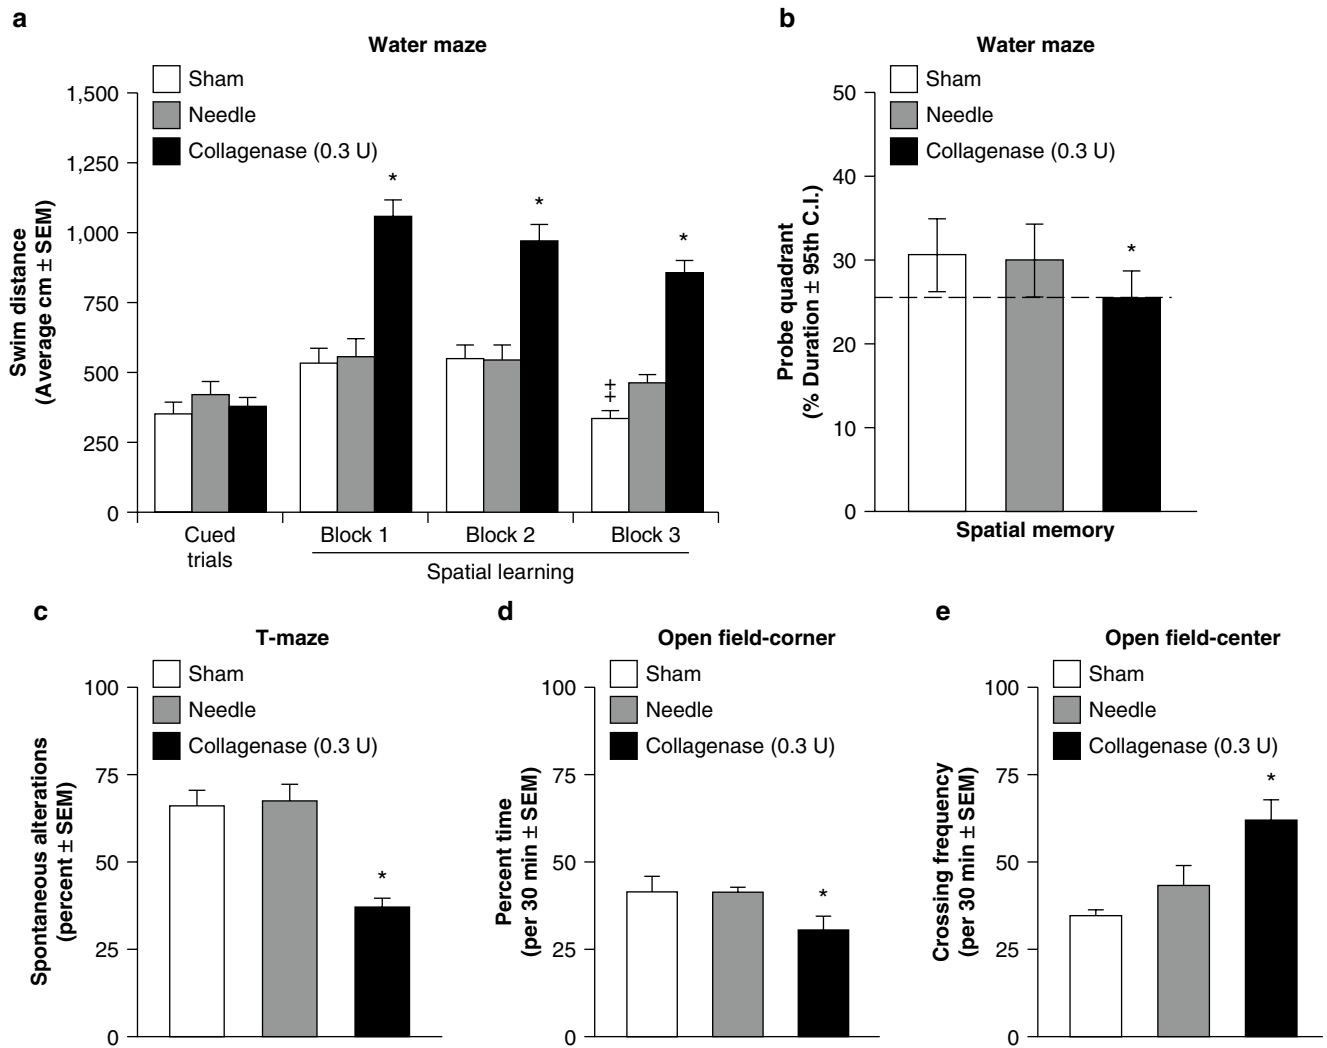 a
Water maze
Sham
Needle
Collagenase (0.3 U)
Swim distance
(Average cm ± SEM)
1,500
1,250
1,000
750
500
250
0
*
*
*
‡
Cued
trials
Block 1
Block 2
Block 3
Spatial learning
b
Water maze
Sham
Needle
Collagenase (0.3 U)
Probe quadrant
(% Duration ± 95th C.I.)
50
40
30
20
10
0
*
Spatial memory
c
T-maze
Sham
Needle
Collagenase (0.3 U)
Spontaneous alterations
(percent ± SEM)
100
75
50
25
0
*
d
Open field-corner
Sham
Needle
Collagenase (0.3 U)
Percent time
(per 30 min ± SEM)
100
75
50
25
0
*
e
Open field-center
Sham
Needle
Collagenase (0.3 U)
Crossing frequency
(per 30 min ± SEM)
100
75
50
25
0
*